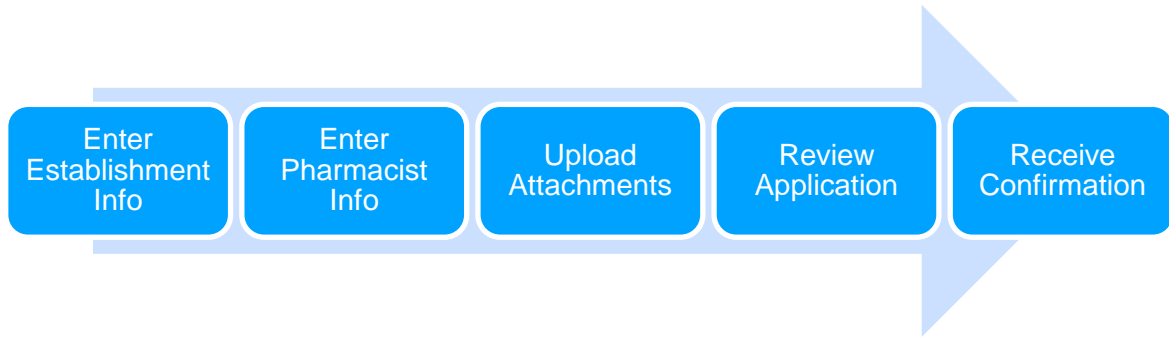 Enter
Establishment
Info
Enter
Pharmacist
Info
Upload
Attachments
Review
Application
Receive
Confirmation